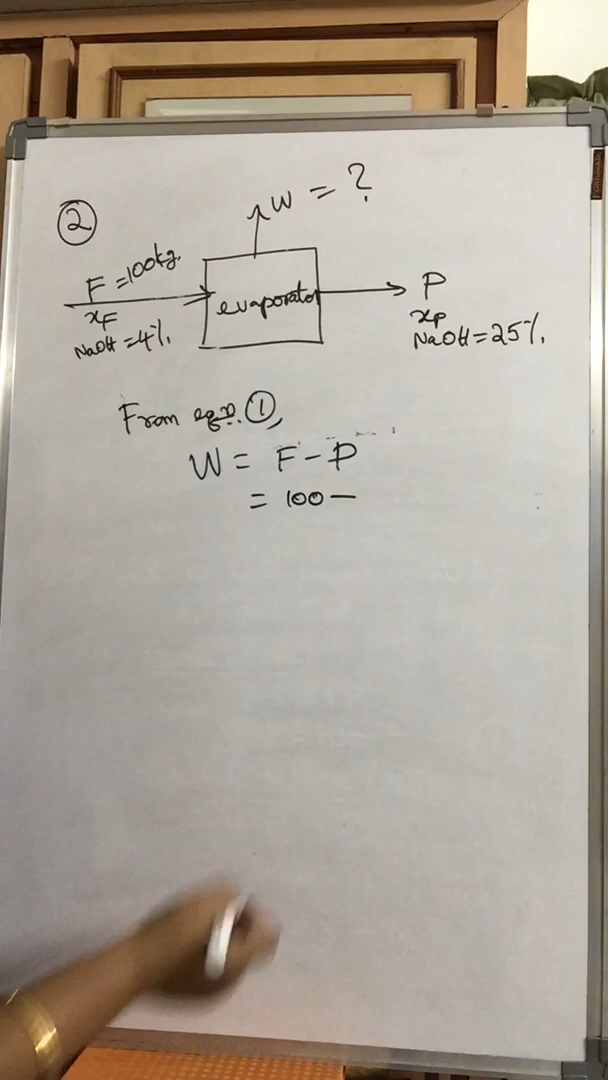 ②
W = ?
F = 100kg.
xF
NaOH = 4%.
evaporator
P
xp
NaOH = 25%.
From eqn. ①,
W = F - P
= 100 -